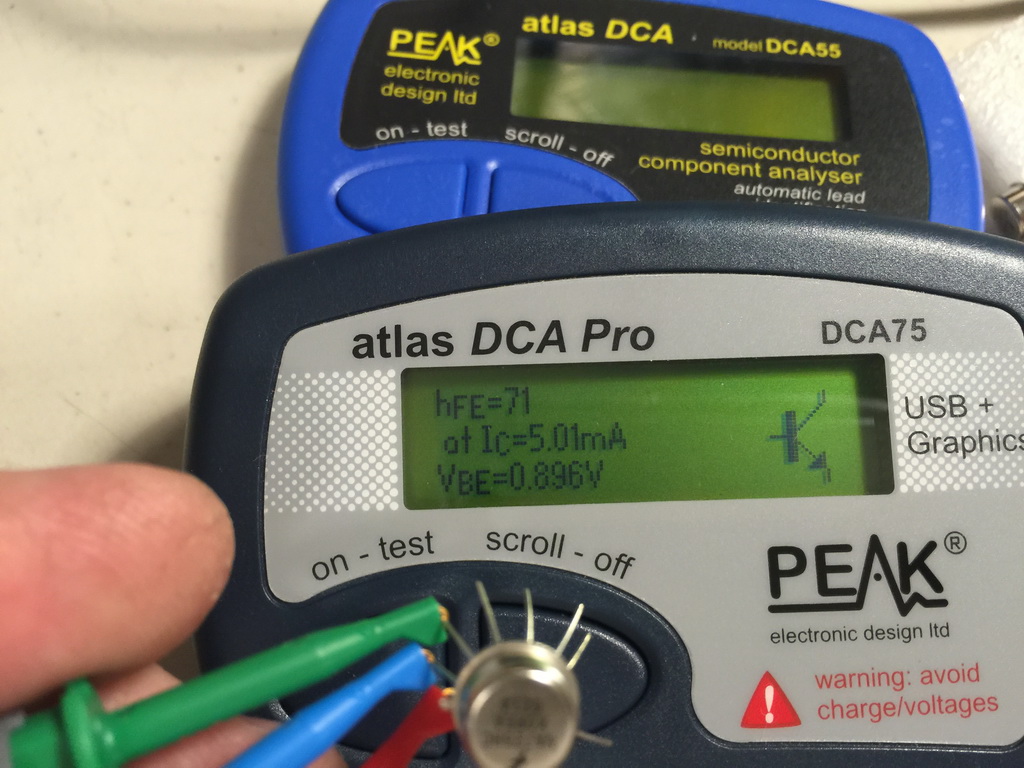 PEAK®
electronic
design ltd
atlas DCA
model DCA55
on - test
scroll - off
semiconductor
component analyser
automatic lead
atlas DCA Pro
DCA75
hFE=71
at IC=5.01mA
VBE=0.896V
USB +
Graphics
on - test
scroll - off
PEAK®
electronic design ltd
warning: avoid
charge/voltages